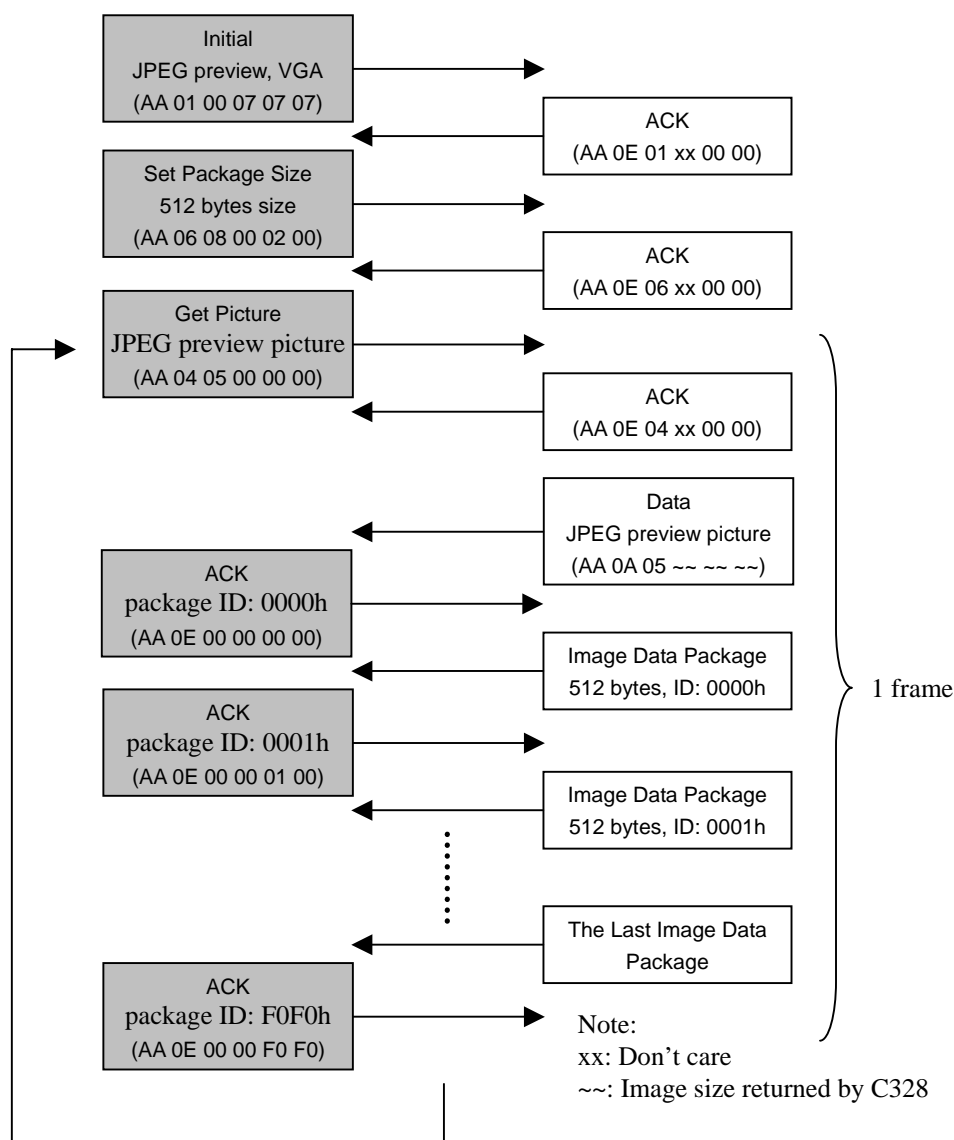 Initial
JPEG preview, VGA
(AA 01 00 07 07 07)
ACK
(AA 0E 01 xx 00 00)
Set Package Size
512 bytes size
(AA 06 08 00 02 00)
ACK
(AA 0E 06 xx 00 00)
Get Picture
JPEG preview picture
(AA 04 05 00 00 00)
ACK
(AA 0E 04 xx 00 00)
Data
JPEG preview picture
(AA 0A 05 ~~ ~~ ~~)
ACK
package ID: 0000h
(AA 0E 00 00 00 00)
Image Data Package
512 bytes, ID: 0000h
1 frame
ACK
package ID: 0001h
(AA 0E 00 00 01 00)
Image Data Package
512 bytes, ID: 0001h
The Last Image Data
Package
ACK
package ID: F0F0h
(AA 0E 00 00 F0 F0)
Note:
xx: Don’t care
~~: Image size returned by C328